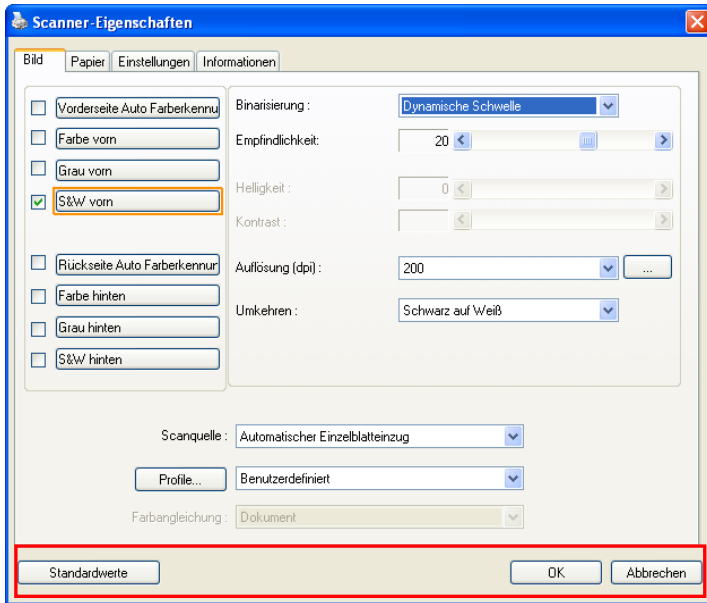 Scanner-Eigenschaften
Bild Papier Einstellungen Informationen
Vorderseite Auto Farberkennu
Farbe vorn
Grau vorn
S&W vorn
Rückseite Auto Farberkennur
Farbe hinten
Grau hinten
S&W hinten
Binarisierung : Dynamische Schwelle
Empfindlichkeit: 20
Helligkeit : 0
Kontrast :
Auflösung (dpi) : 200 ...
Umkehren : Schwarz auf Weiß
Scanquelle : Automatischer Einzelblatteinzug
Profile... Benutzerdefiniert
Farbangleichung : Dokument
Standardwerte OK Abbrechen